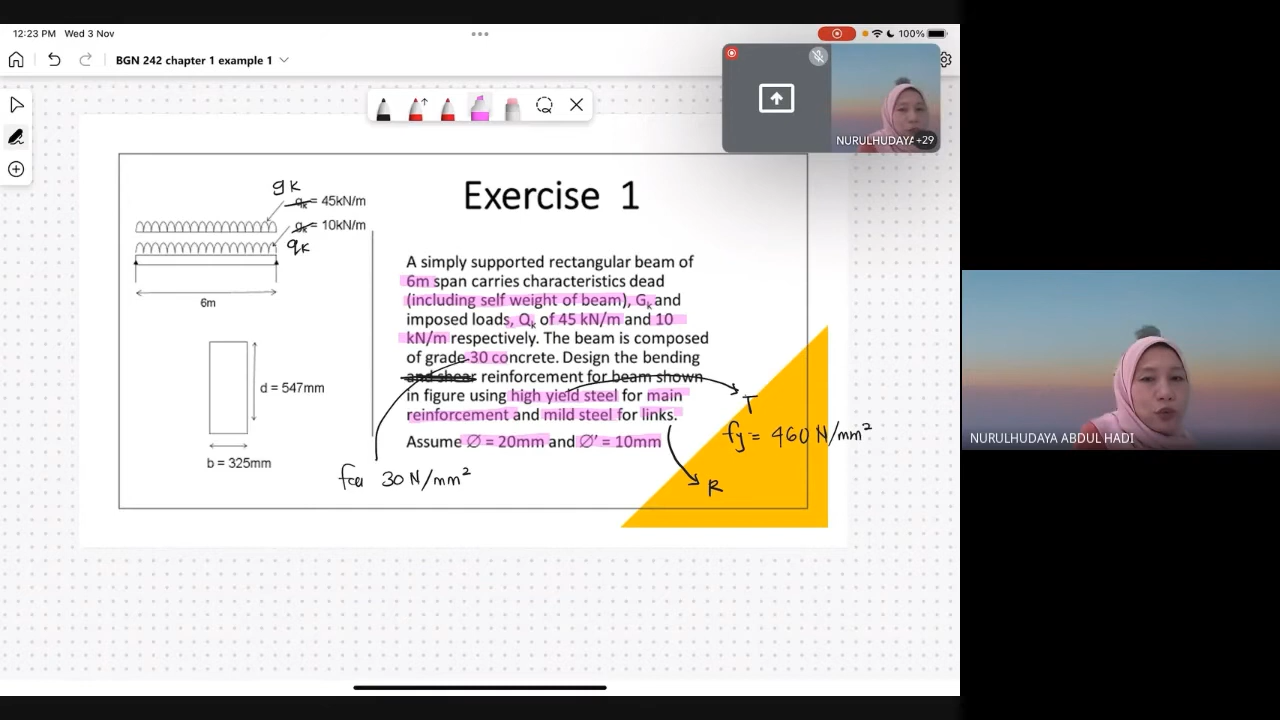 12:23 PM Wed 3 Nov
100%
BGN 242 chapter 1 example 1
NURULHUDAYA +29
gk
= 45kN/m
gk = 10kN/m
qk
6m
d = 547mm
b = 325mm
Exercise 1
A simply supported rectangular beam of
6m span carries characteristics dead
(including self weight of beam), Gk and
imposed loads, Qk of 45 kN/m and 10
kN/m respectively. The beam is composed
of grade 30 concrete. Design the bending
and shear reinforcement for beam shown
in figure using high yield steel for main
reinforcement and mild steel for links.
Assume ∅ = 20mm and ∅' = 10mm
T
fy = 460 N/mm²
fcu 30 N/mm²
R
NURULHUDAYA ABDUL HADI